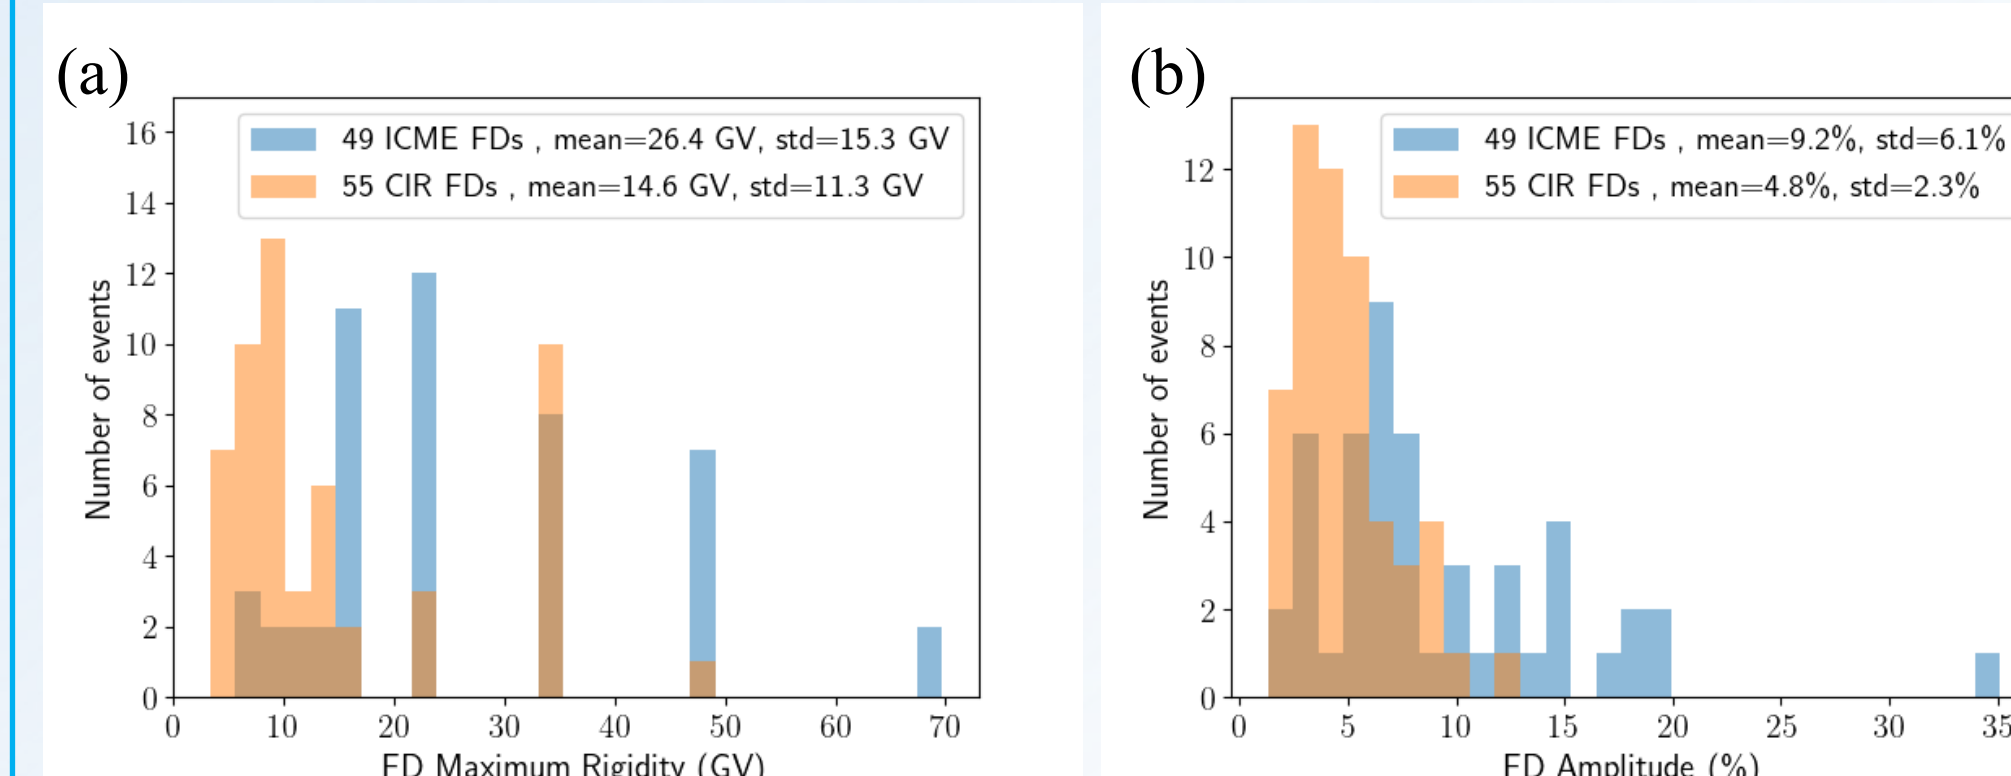 (a)
49 ICME FDs , mean=26.4 GV, std=15.3 GV
55 CIR FDs , mean=14.6 GV, std=11.3 GV
Number of events
16
14
12
10
8
6
4
2
0
0 10 20 30 40 50 60 70
FD Maximum Rigidity (GV)
(b)
49 ICME FDs , mean=9.2%, std=6.1%
55 CIR FDs , mean=4.8%, std=2.3%
Number of events
12
10
8
6
4
2
0
0 5 10 15 20 25 30 35
FD Amplitude (%)